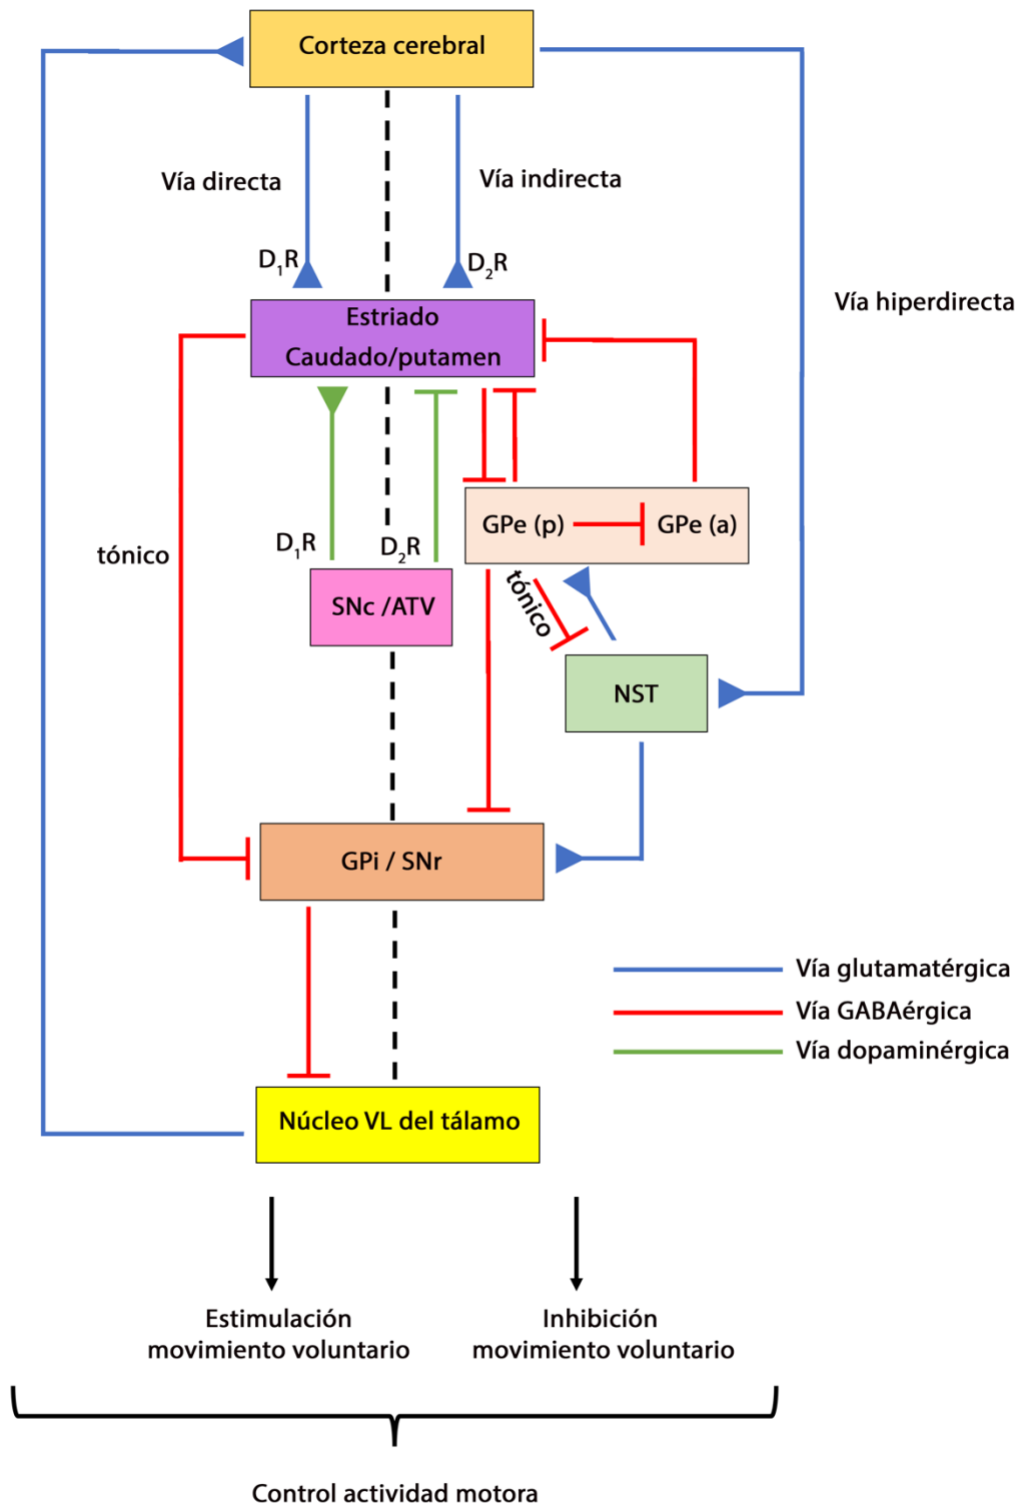 Corteza cerebral
Vía directa
Vía indirecta
D₁R
D₂R
Vía hiperdirecta
Estriado
Caudado/putamen
tónico
D₁R
D₂R
GPe (p)
GPe (a)
SNc /ATV
tónico
NST
GPi / SNr
Vía glutamatérgica
Vía GABAérgica
Vía dopaminérgica
Núcleo VL del tálamo
Estimulación
movimiento voluntario
Inhibición
movimiento voluntario
Control actividad motora